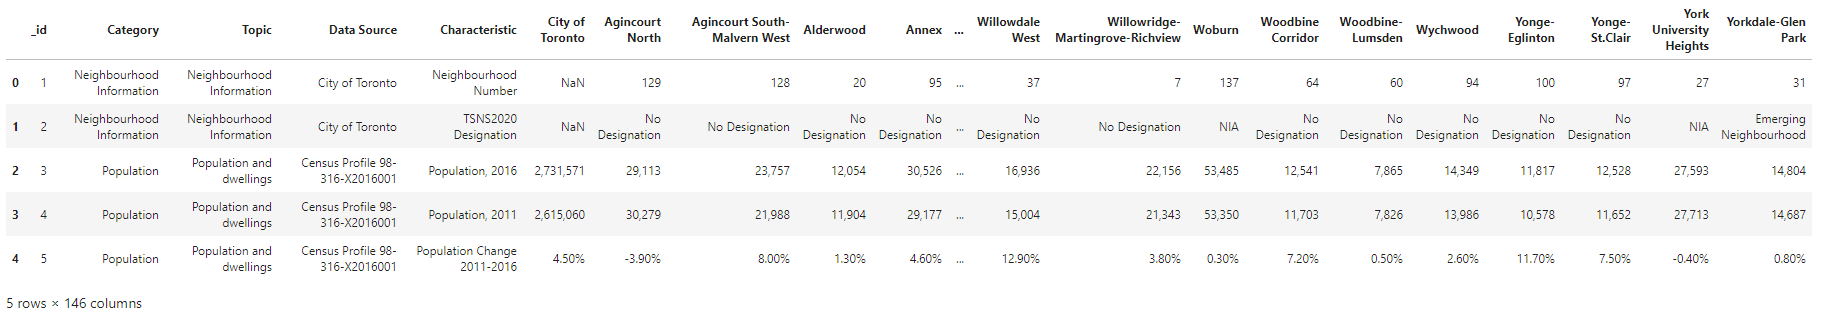 _id Category Topic Data Source Characteristic City of Toronto Agincourt North Agincourt South-Malvern West Alderwood Annex ... Willowdale West Willowridge-Martingrove-Richview Woburn Woodbine Corridor Woodbine-Lumsden Wychwood Yonge-Eglinton Yonge-St.Clair York University Heights Yorkdale-Glen Park
0 1 Neighbourhood Information Neighbourhood Information City of Toronto Neighbourhood Number NaN 129 128 20 95 ... 37 7 137 64 60 94 100 97 27 31
1 2 Neighbourhood Information Neighbourhood Information City of Toronto TSNS2020 Designation NaN No Designation No Designation No Designation No Designation ... No Designation No Designation NIA No Designation No Designation No Designation No Designation No Designation NIA Emerging Neighbourhood
2 3 Population Population and dwellings Census Profile 98-316-X2016001 Population, 2016 2,731,571 29,113 23,757 12,054 30,526 ... 16,936 22,156 53,485 12,541 7,865 14,349 11,817 12,528 27,593 14,804
3 4 Population Population and dwellings Census Profile 98-316-X2016001 Population, 2011 2,615,060 30,279 21,988 11,904 29,177 ... 15,004 21,343 53,350 11,703 7,826 13,986 10,578 11,652 27,713 14,687
4 5 Population Population and dwellings Census Profile 98-316-X2016001 Population Change 2011-2016 4.50% -3.90% 8.00% 1.30% 4.60% ... 12.90% 3.80% 0.30% 7.20% 0.50% 2.60% 11.70% 7.50% -0.40% 0.80%
5 rows × 146 columns